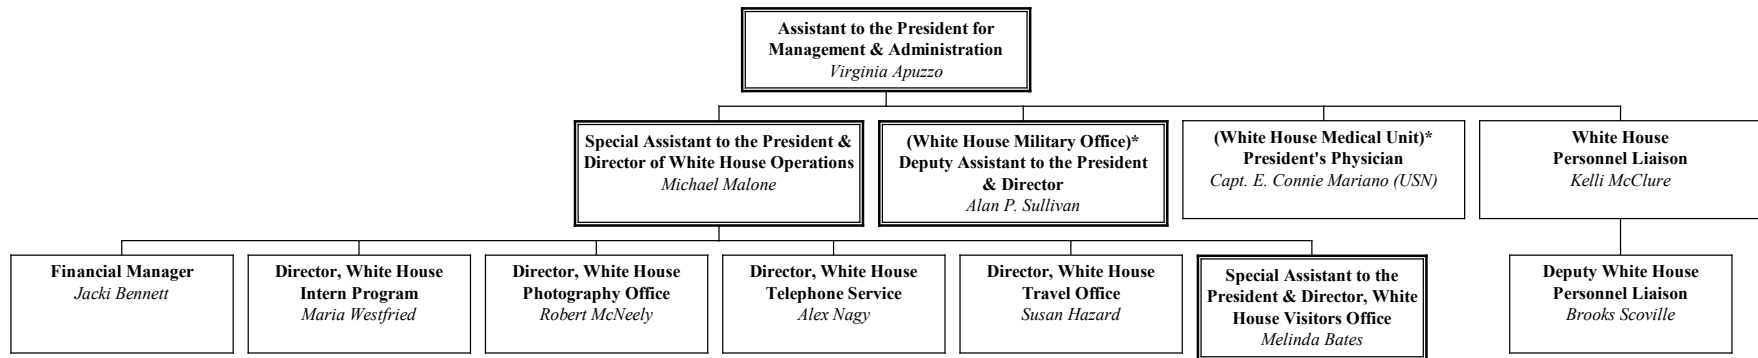 Assistant to the President for
Management & Administration
Virginia Apuzzo
Special Assistant to the President &
Director of White House Operations
Michael Malone
(White House Military Office)*
Deputy Assistant to the President
& Director
Alan P. Sullivan
(White House Medical Unit)*
President's Physician
Capt. E. Connie Mariano (USN)
White House
Personnel Liaison
Kelli McClure
Financial Manager
Jacki Bennett
Director, White House
Intern Program
Maria Westfried
Director, White House
Photography Office
Robert McNeely
Director, White House
Telephone Service
Alex Nagy
Director, White House
Travel Office
Susan Hazard
Special Assistant to the
President & Director, White
House Visitors Office
Melinda Bates
Deputy White House
Personnel Liaison
Brooks Scoville